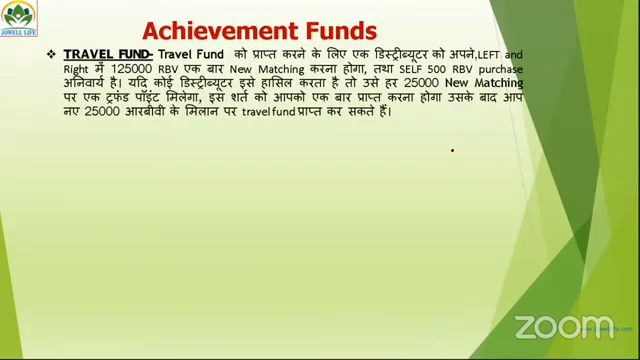 JOWELL LIFE
Achievement Funds
❖ TRAVEL FUND- Travel Fund को प्राप्त करने के लिए एक डिस्ट्रीब्यूटर को अपने,LEFT and
Right में 125000 RBV एक बार New Matching करना होगा, तथा SELF 500 RBV purchase
अनिवार्य है। यदि कोई डिस्ट्रीब्यूटर इसे हासिल करता है तो उसे हर 25000 New Matching
पर एक ट्रफंड पॉइंट मिलेगा, इस शर्त को आपको एक बार प्राप्त करना होगा उसके बाद आप
नए 25000 आरबीवी के मिलान पर travel fund प्राप्त कर सकते हैं।
zoom